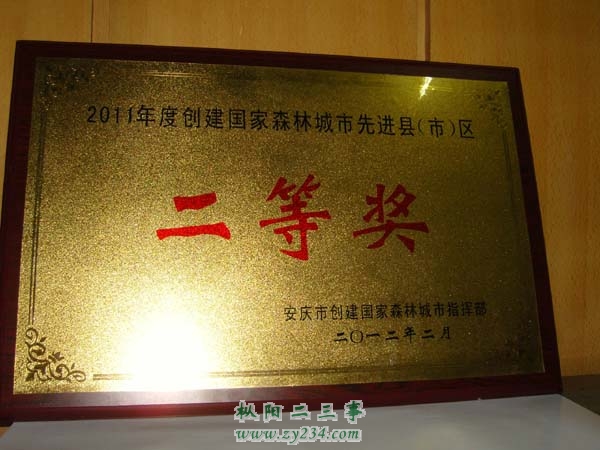 2011年度创建国家森林城市先进县(市)区
二等奖
安庆市创建国家森林城市指挥部
二〇一二年二月
枞阳二三事
www.zy234.com